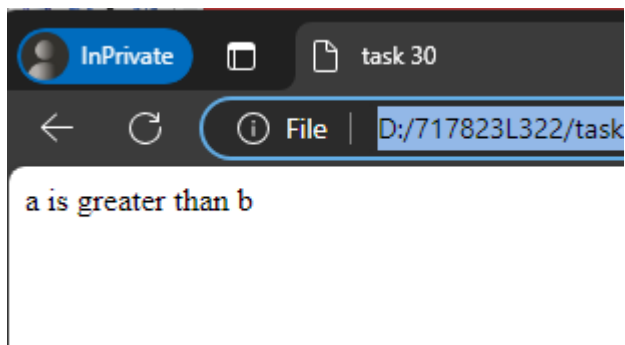 InPrivate
task 30
File
D:/717823L322/task
a is greater than b